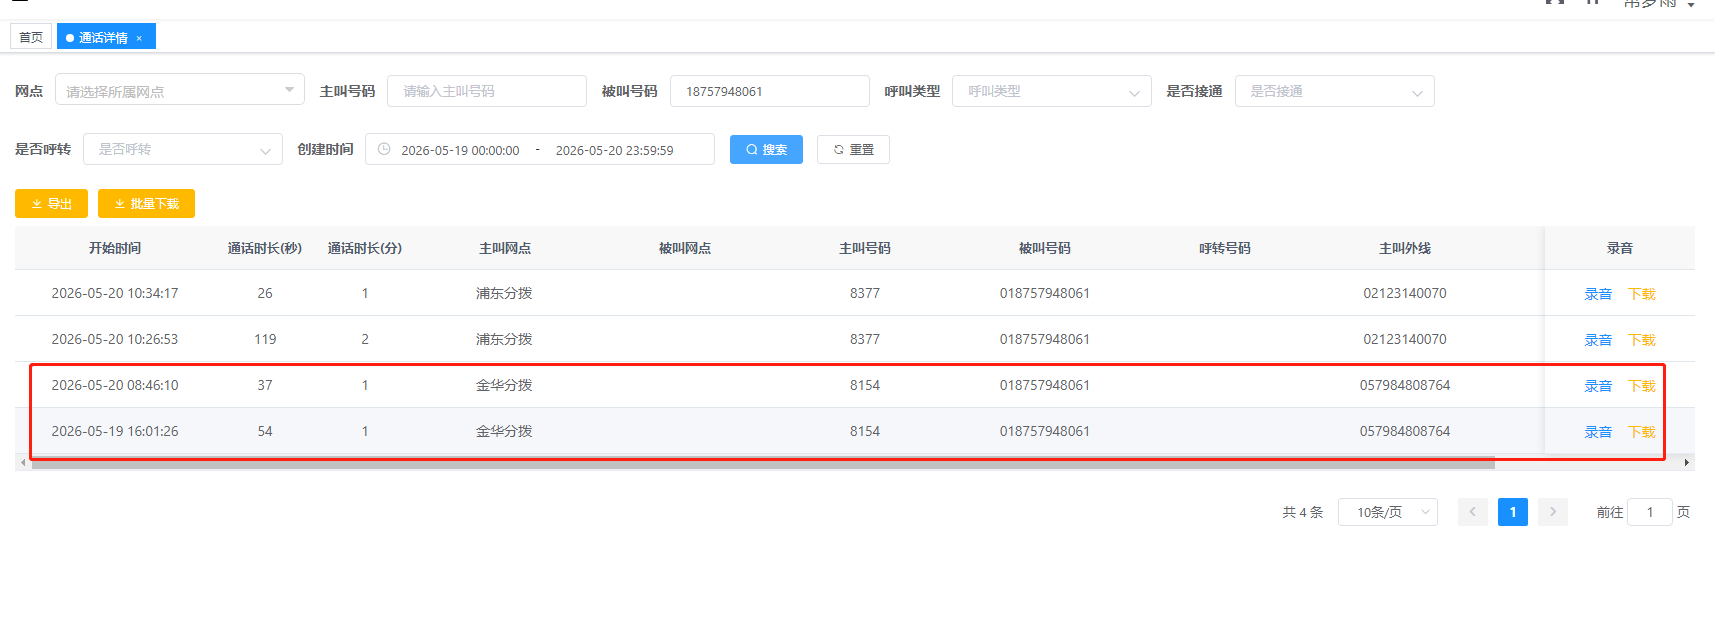 首页 通话详情 ×
网点 请选择所属网点 主叫号码 请输入主叫号码 被叫号码 18757948061 呼叫类型 呼叫类型 是否接通 是否接通
是否呼转 是否呼转 创建时间 2026-05-19 00:00:00 - 2026-05-20 23:59:59 搜索 重置
导出 批量下载
开始时间 通话时长(秒) 通话时长(分) 主叫网点 被叫网点 主叫号码 被叫号码 呼转号码 主叫外线 录音
2026-05-20 10:34:17 26 1 浦东分拨 8377 018757948061 02123140070 录音 下载
2026-05-20 10:26:53 119 2 浦东分拨 8377 018757948061 02123140070 录音 下载
2026-05-20 08:46:10 37 1 金华分拨 8154 018757948061 057984808764 录音 下载
2026-05-19 16:01:26 54 1 金华分拨 8154 018757948061 057984808764 录音 下载
共 4 条 10条/页 1 前往 1 页